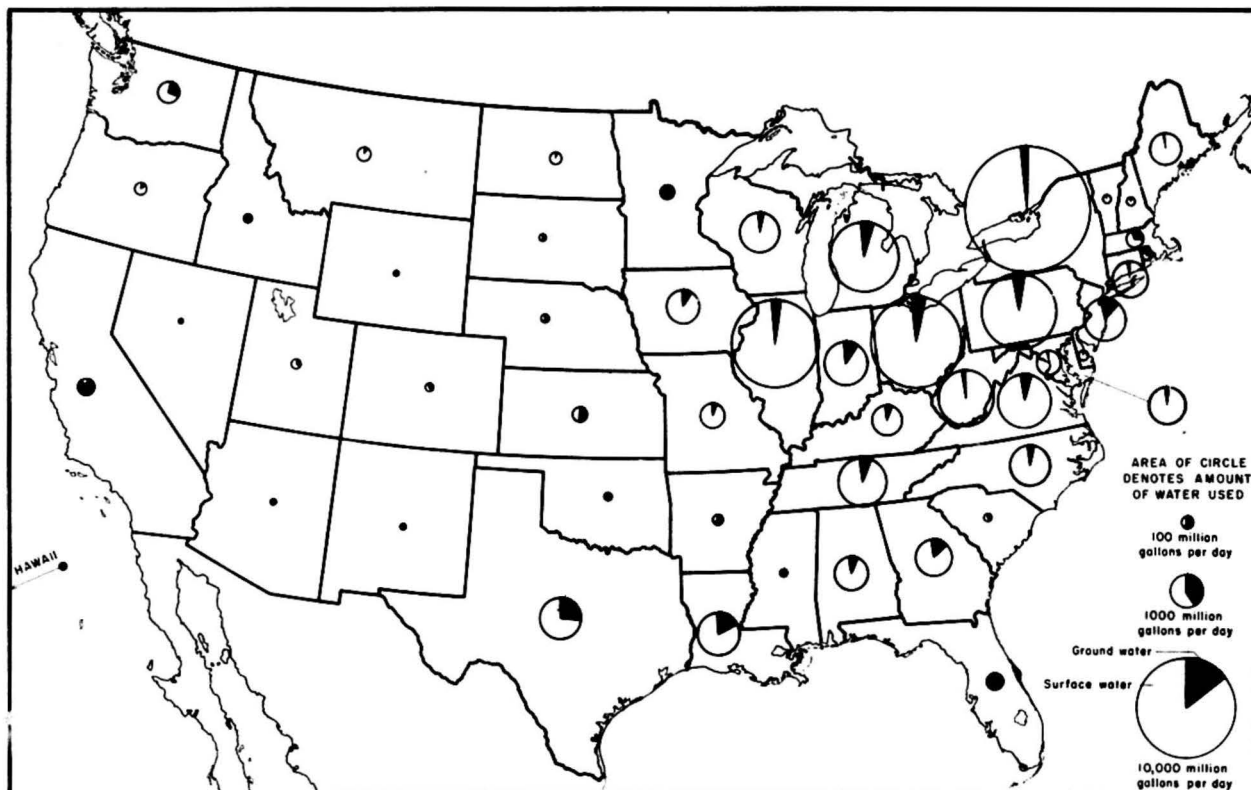 HAWAII
AREA OF CIRCLE
DENOTES AMOUNT
OF WATER USED
100 million
gallons per day
1000 million
gallons per day
Ground water
Surface water
10,000 million
gallons per day